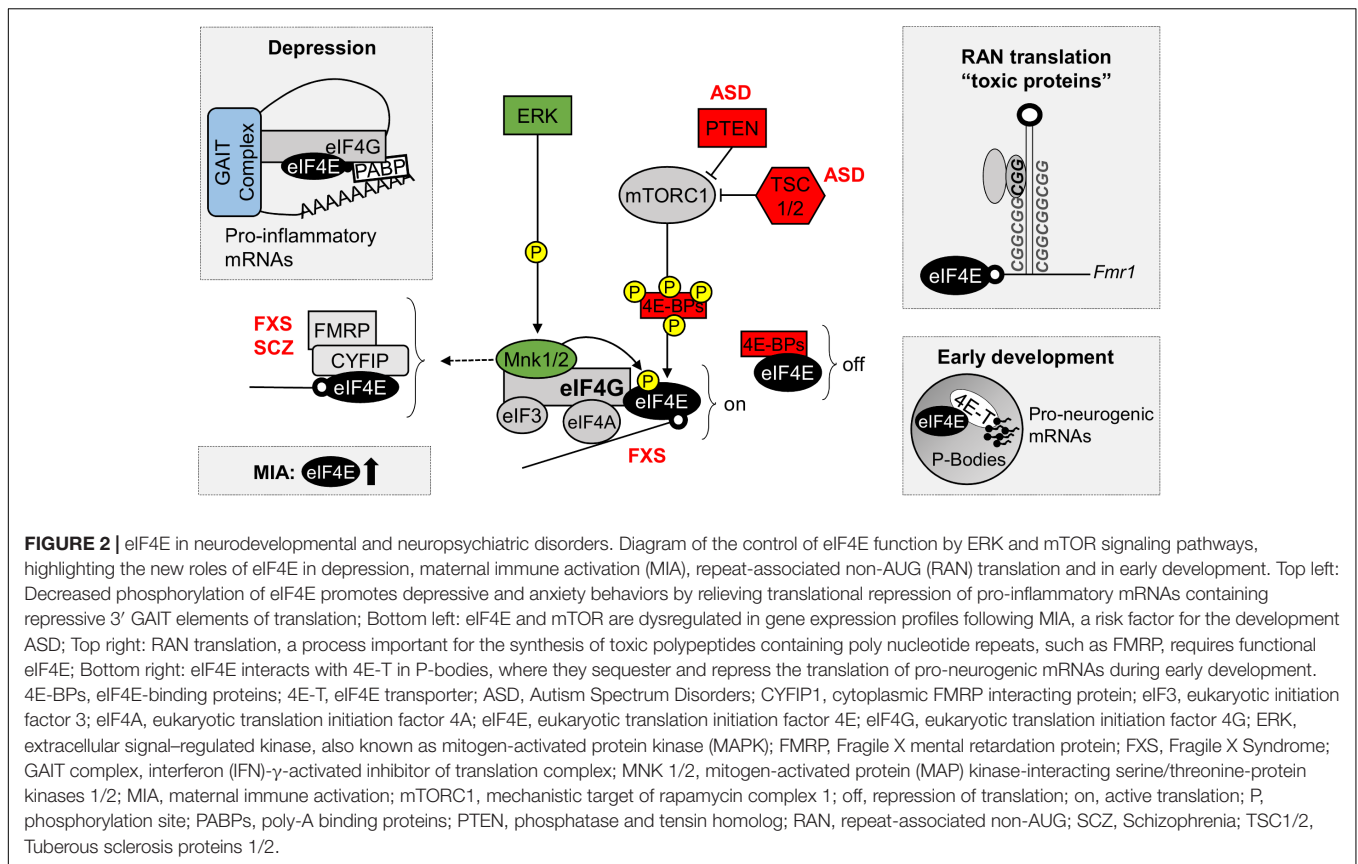 Depression
GAIT
Complex
eIF4G
eIF4E
PABP
AAAAAAAAA
Pro-inflammatory
mRNAs
FXS
SCZ
FMRP
CYFIP
eIF4E
MIA: eIF4E
ERK
P
Mnk1/2
eIF4G
eIF3
eIF4A
P
eIF4E
on
FXS
ASD
PTEN
mTORC1
TSC
1/2
ASD
P
P
P
4E-BPs
P
4E-BPs
eIF4E
off
RAN translation
“toxic proteins”
CGG
CGGCGGCGG
CGGCGGCGG
eIF4E
Fmr1
Early development
4E-T
eIF4E
P-Bodies
Pro-neurogenic
mRNAs
FIGURE 2 | eIF4E in neurodevelopmental and neuropsychiatric disorders. Diagram of the control of eIF4E function by ERK and mTOR signaling pathways,
highlighting the new roles of eIF4E in depression, maternal immune activation (MIA), repeat-associated non-AUG (RAN) translation and in early development. Top left:
Decreased phosphorylation of eIF4E promotes depressive and anxiety behaviors by relieving translational repression of pro-inflammatory mRNAs containing
repressive 3′ GAIT elements of translation; Bottom left: eIF4E and mTOR are dysregulated in gene expression profiles following MIA, a risk factor for the development
ASD; Top right: RAN translation, a process important for the synthesis of toxic polypeptides containing poly nucleotide repeats, such as FMRP, requires functional
eIF4E; Bottom right: eIF4E interacts with 4E-T in P-bodies, where they sequester and repress the translation of pro-neurogenic mRNAs during early development.
4E-BPs, eIF4E-binding proteins; 4E-T, eIF4E transporter; ASD, Autism Spectrum Disorders; CYFIP1, cytoplasmic FMRP interacting protein; eIF3, eukaryotic initiation
factor 3; eIF4A, eukaryotic translation initiation factor 4A; eIF4E, eukaryotic translation initiation factor 4E; eIF4G, eukaryotic translation initiation factor 4G; ERK,
extracellular signal–regulated kinase, also known as mitogen-activated protein kinase (MAPK); FMRP, Fragile X mental retardation protein; FXS, Fragile X Syndrome;
GAIT complex, interferon (IFN)-γ-activated inhibitor of translation complex; MNK 1/2, mitogen-activated protein (MAP) kinase-interacting serine/threonine-protein
kinases 1/2; MIA, maternal immune activation; mTORC1, mechanistic target of rapamycin complex 1; off, repression of translation; on, active translation; P,
phosphorylation site; PABPs, poly-A binding proteins; PTEN, phosphatase and tensin homolog; RAN, repeat-associated non-AUG; SCZ, Schizophrenia; TSC1/2,
Tuberous sclerosis proteins 1/2.